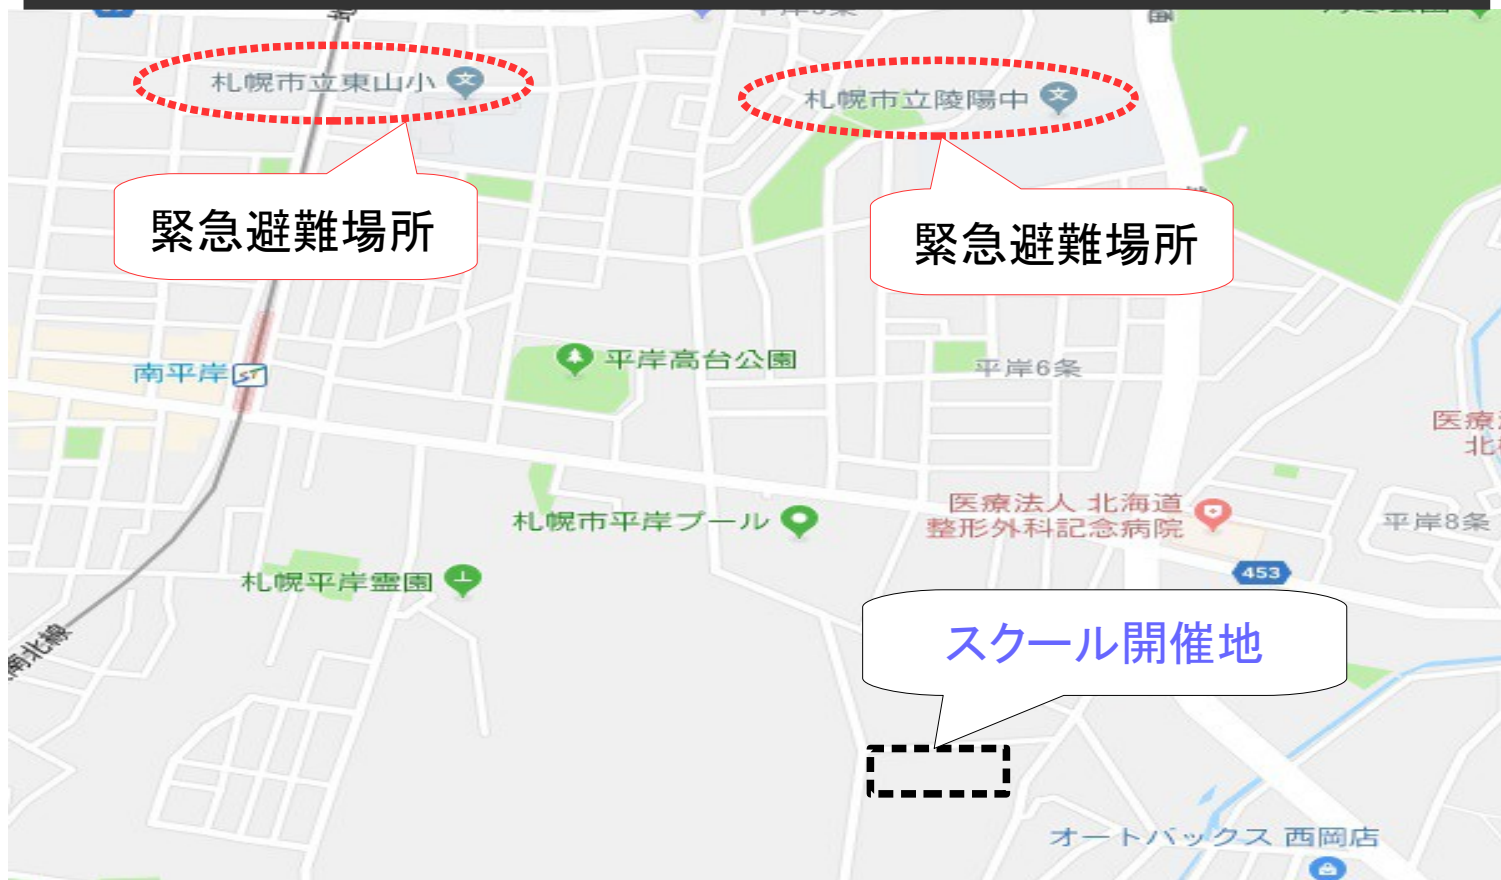 札幌市立東山小
札幌市立陵陽中
緊急避難場所
緊急避難場所
南平岸
平岸高台公園
平岸6条
札幌市平岸プール
医療法人 北海道
整形外科記念病院
平岸8条
453
札幌平岸霊園
スクール開催地
南北線
オートバックス 西岡店